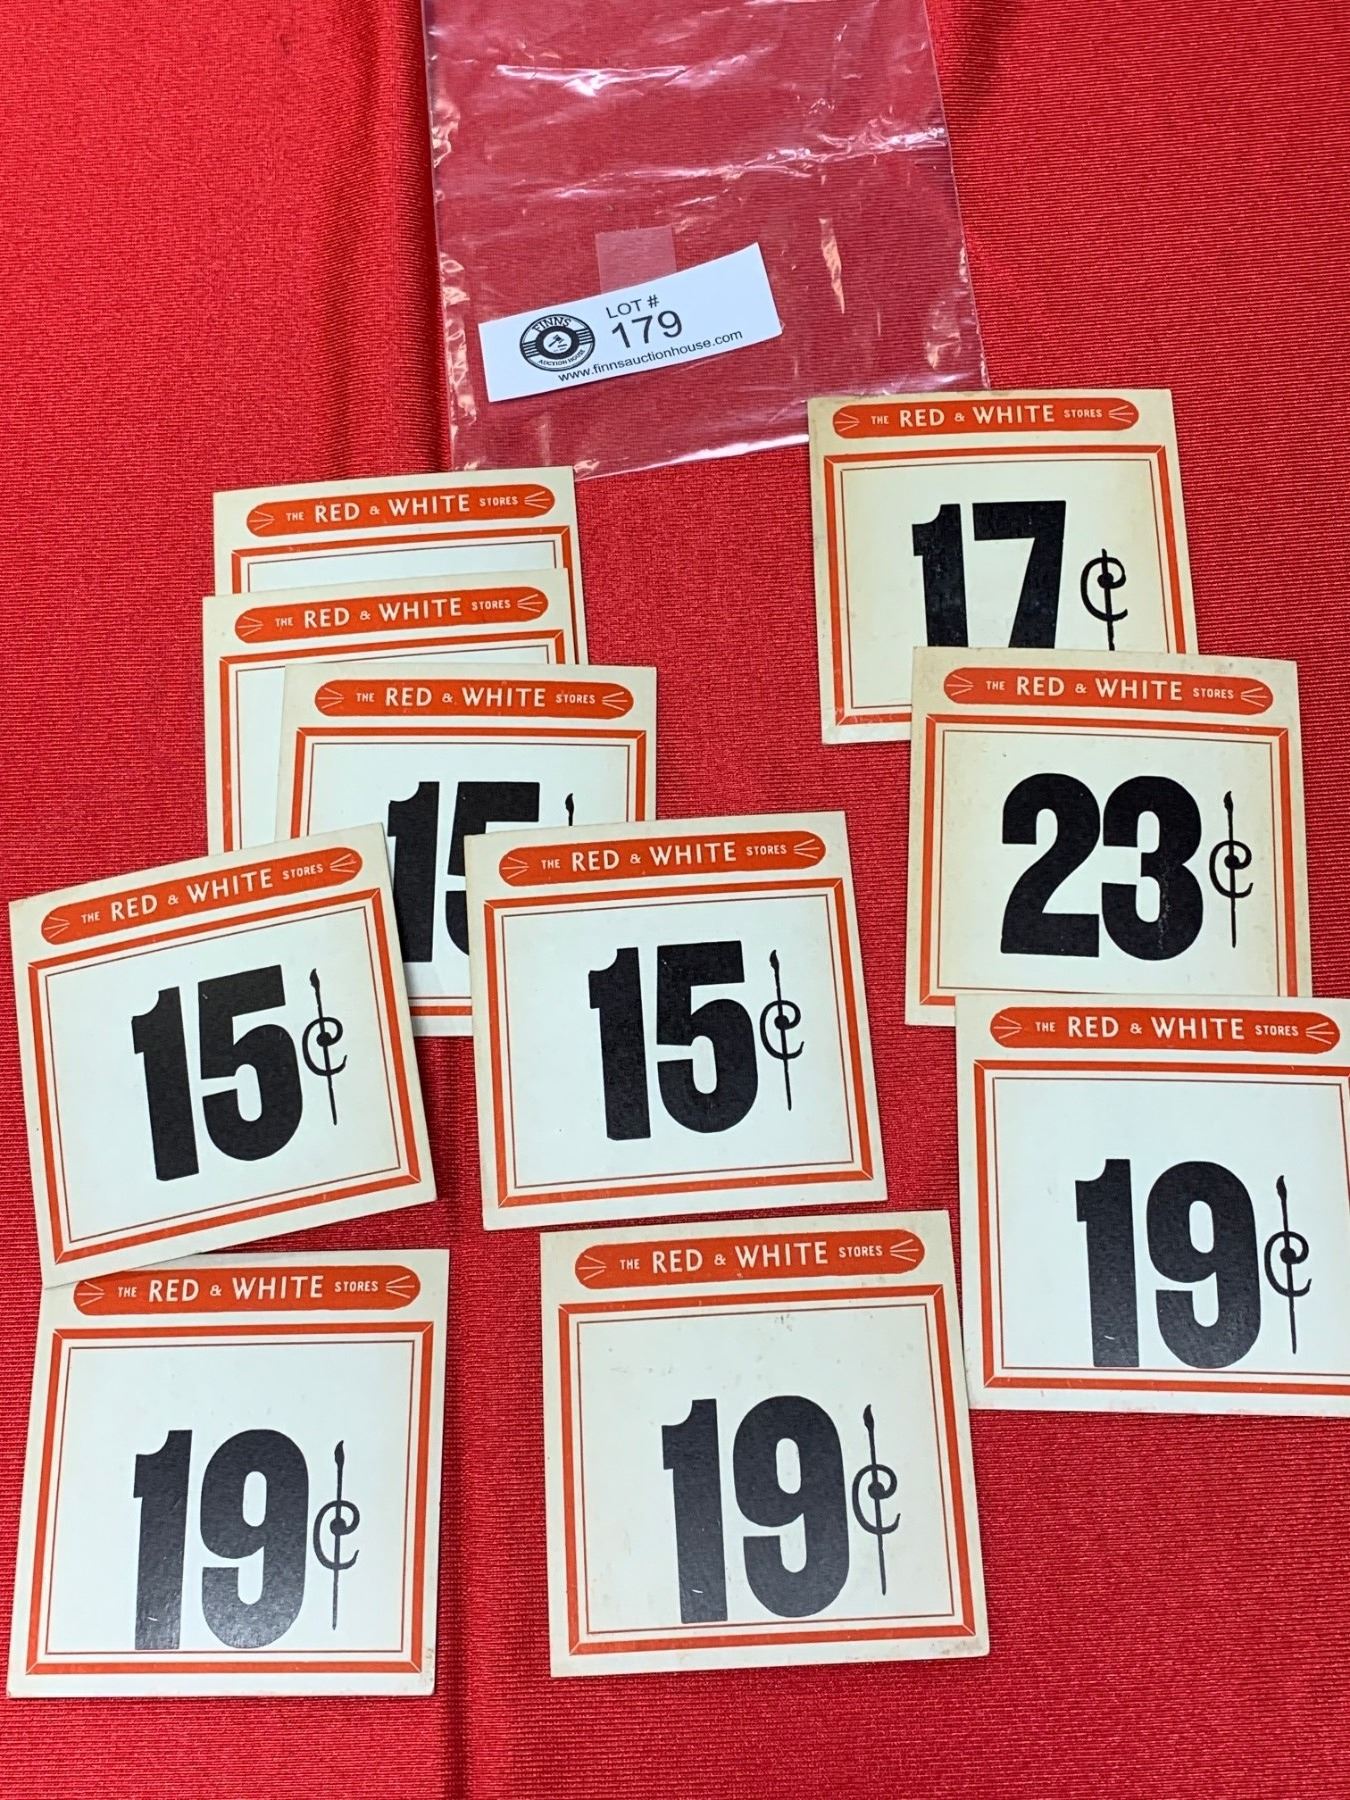 FINNS
AUCTION HOUSE
LOT #
179
www.finnsauctionhouse.com
THE RED & WHITE STORES
17¢
THE RED & WHITE STORES
THE RED & WHITE STORES
THE RED & WHITE STORES
15
THE RED & WHITE STORES
23¢
THE RED & WHITE STORES
15¢
THE RED & WHITE STORES
15¢
THE RED & WHITE STORES
19¢
THE RED & WHITE STORES
19¢
THE RED & WHITE STORES
19¢